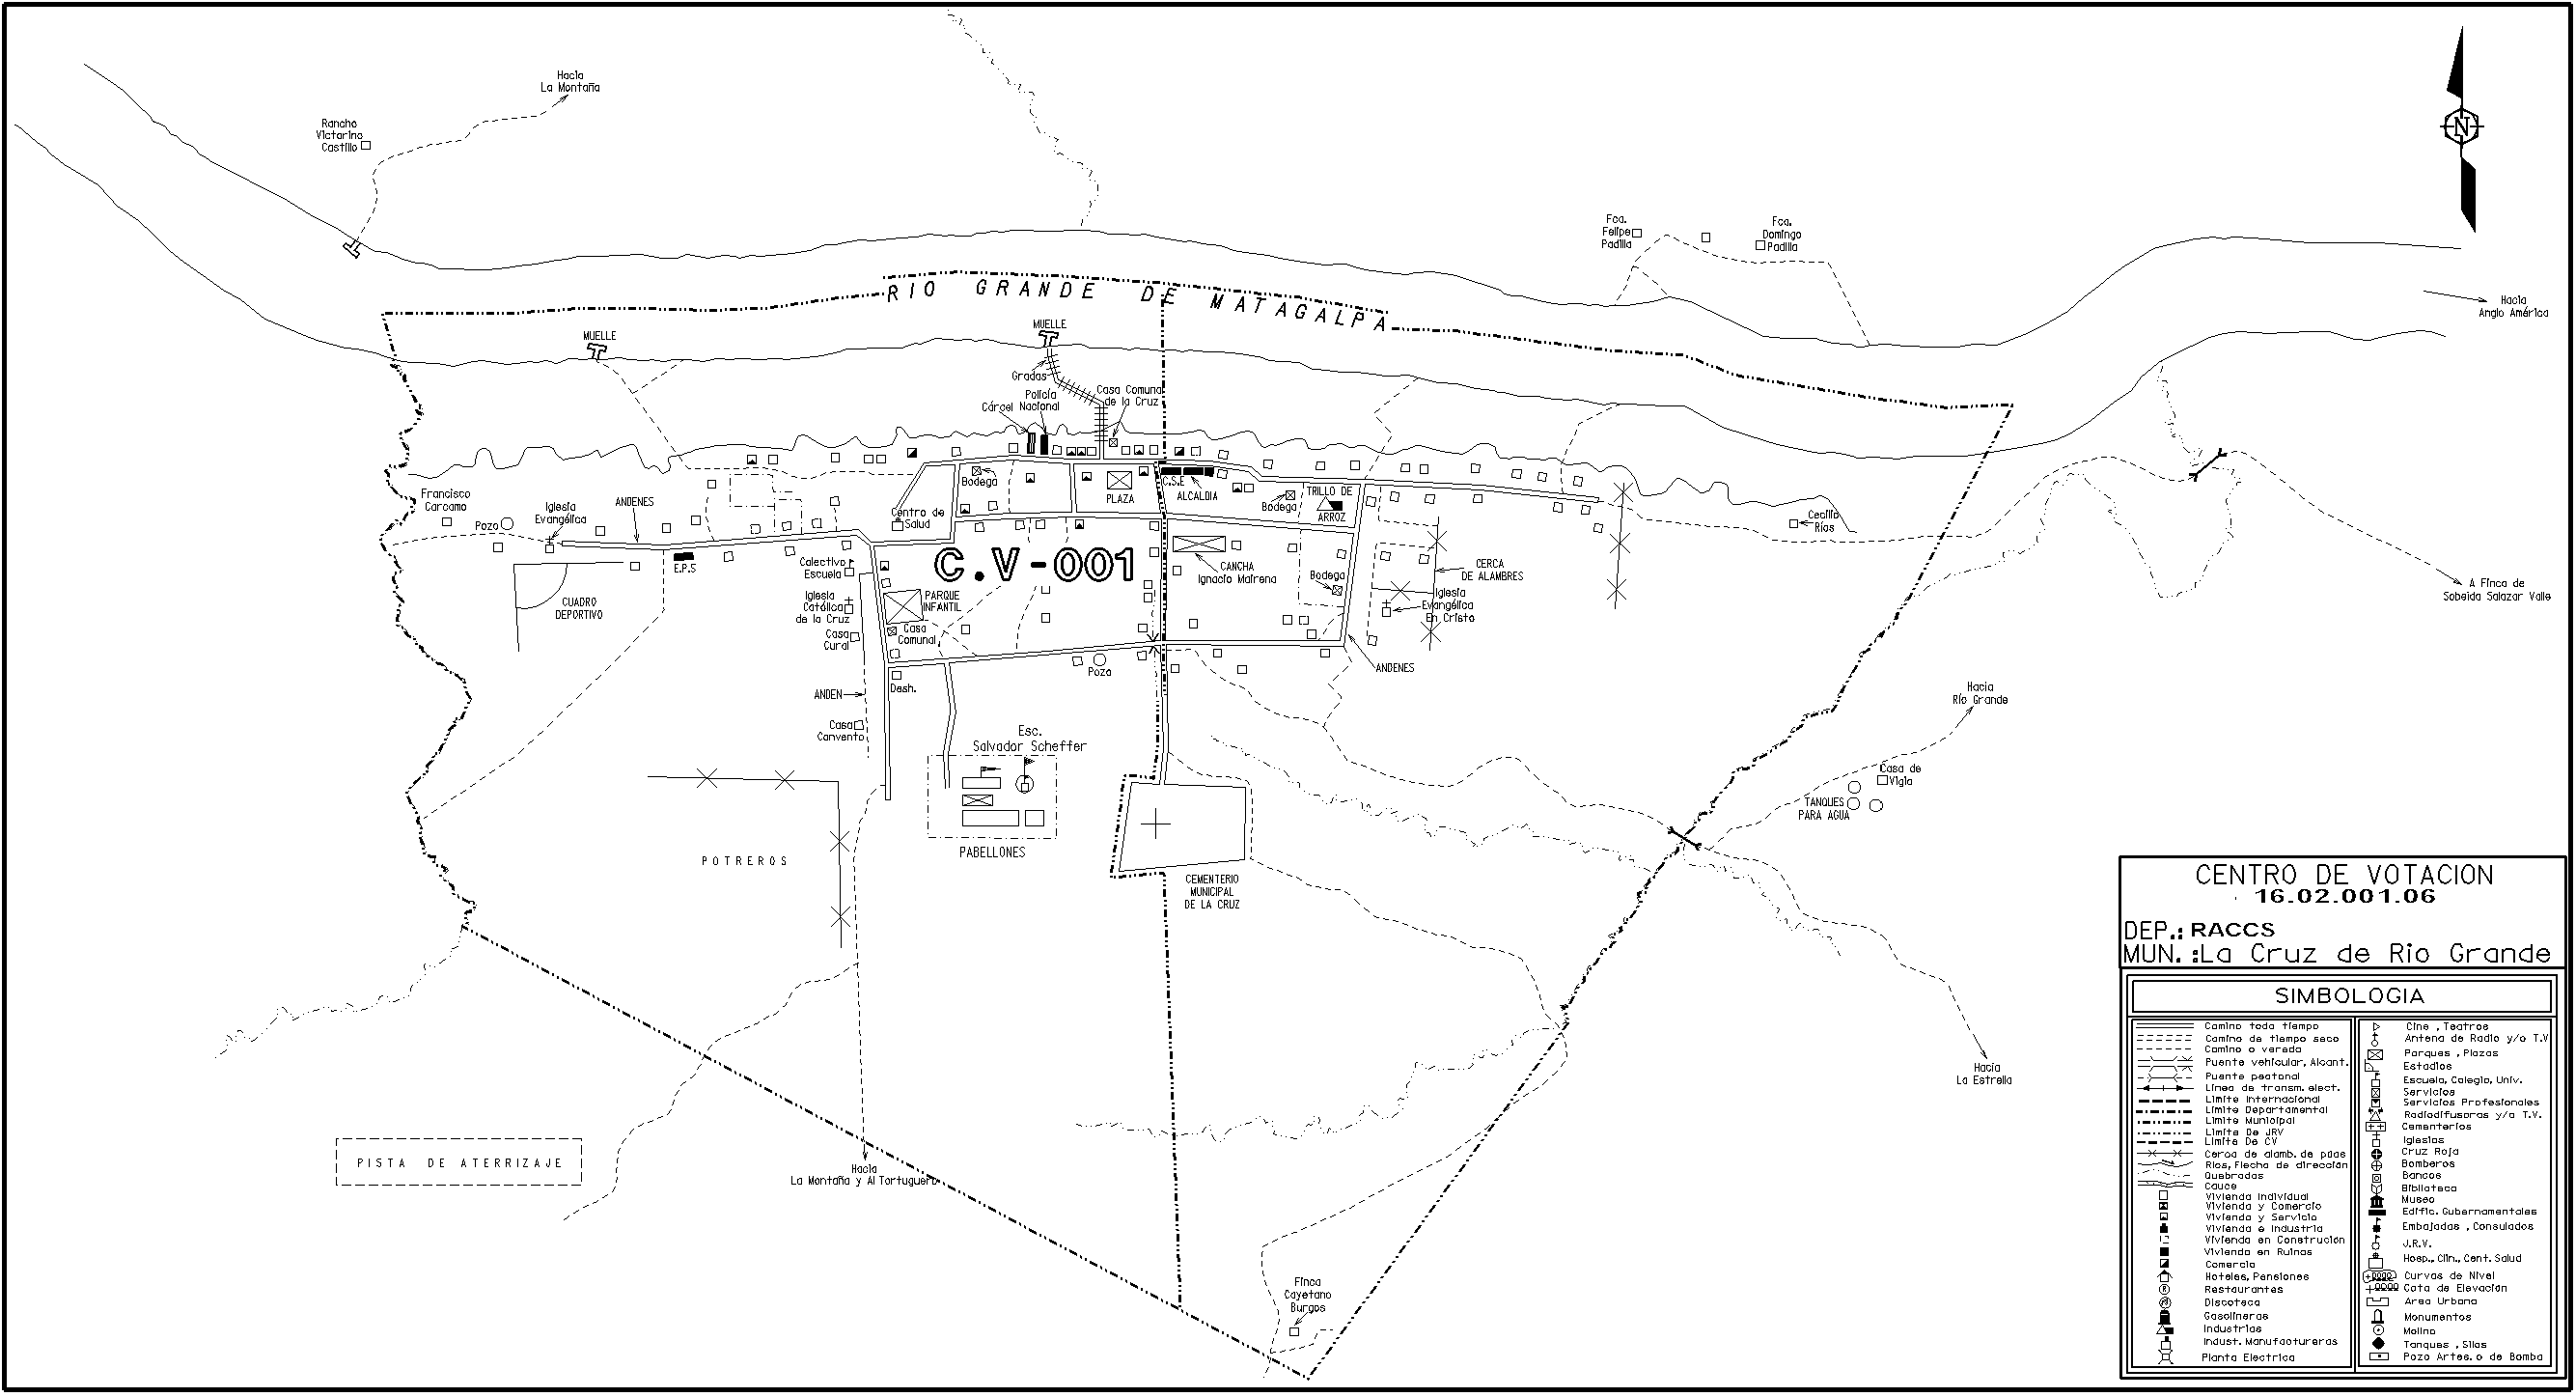 Hacia
La Montaña
Rancho
Victorino
Castillo
N
Fca.
Felipe
Padilla
Fca.
Domingo
Padilla
Hacia
Anglo América
RIO GRANDE DE MATAGALPA
MUELLE
MUELLE
Gradas
Policía
Nacional
Cárcel
Casa Comunal
de la Cruz
Francisco
Carcamo
Pozo
Iglesia
Evangélica
ANDENES
Bodega
Centro de
Salud
PLAZA
C.S.E
ALCALDIA
Bodega
TRILLO DE
ARROZ
Cecilio
Ríos
E.P.S
Colectivo
Escuela
C.V-001
CANCHA
Ignacio Mairena
Bodega
CERCA
DE ALAMBRES
A Finca de
Sobeida Salazar Valle
CUADRO
DEPORTIVO
Iglesia
Católica
de la Cruz
PARQUE
INFANTIL
Iglesia
Evangélica
En Cristo
Casa
Cural
Casa
Comunal
Pozo
ANDENES
Desh.
ANDEN
Casa
Convento
Hacia
Río Grande
Esc.
Salvador Scheffer
Casa de
Vigia
TANQUES
PARA AGUA
POTREROS
PABELLONES
CEMENTERIO
MUNICIPAL
DE LA CRUZ
Hacia
La Estrella
PISTA DE ATERRIZAJE
Hacia
La Montaña y Al Tortuguero
Finca
Cayetano
Burgos
CENTRO DE VOTACION
16.02.001.06
DEP.: RACCS
MUN. :La Cruz de Rio Grande
SIMBOLOGIA
Camino todo tiempo
Camino de tiempo seco
Camino o vereda
Puente vehicular, Alcant.
Puente peatonal
Línea de transm. elect.
Limite Internacional
Limite Departamental
Limite Municipal
Limite De JRV
Limite De CV
Cerca de alamb. de púas
Ríos, Flecha de dirección
Quebradas
Cauce
Vivienda Individual
Vivienda y Comercio
Vivienda y Servicio
Vivienda e Industria
Vivienda en Construción
Vivienda en Ruinas
Comercio
Hoteles, Pensiones
Restaurantes
Discoteca
Gasolineras
Industrias
Indust. Manufactureras
Planta Electrica
Cine , Teatros
Antena de Radio y/o T.V
Parques , Plazas
Estadios
Escuela, Colegio, Univ.
Servicios
Servicios Profesionales
Radiodifusoras y/o T.V.
Cementerios
Iglesias
Cruz Roja
Bomberos
Bancos
Biblioteca
Museo
Edific. Gubernamentales
Embajadas , Consulados
J.R.V.
Hosp., Clin., Cent. Salud
Curvas de Nivel
Cota de Elevación
Area Urbana
Monumentos
Molino
Tanques , Silos
Pozo Artes. o de Bomba